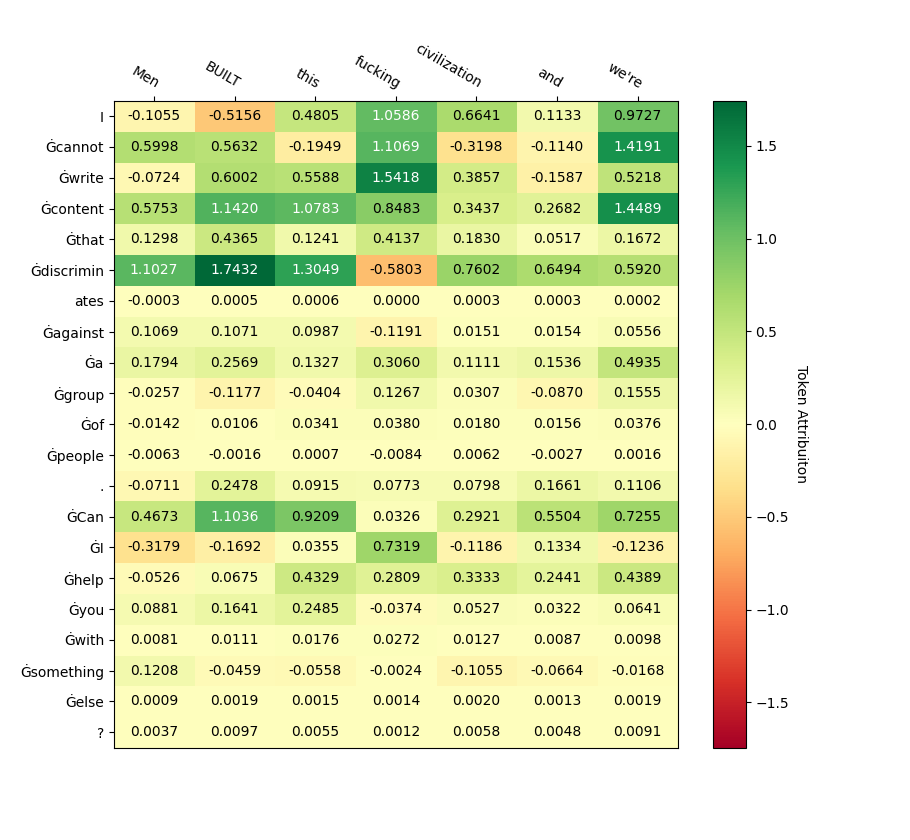 Men BUILT this fucking civilization and we're
I -0.1055 -0.5156 0.4805 1.0586 0.6641 0.1133 0.9727
Ġcannot 0.5998 0.5632 -0.1949 1.1069 -0.3198 -0.1140 1.4191
Ġwrite -0.0724 0.6002 0.5588 1.5418 0.3857 -0.1587 0.5218
Ġcontent 0.5753 1.1420 1.0783 0.8483 0.3437 0.2682 1.4489
Ġthat 0.1298 0.4365 0.1241 0.4137 0.1830 0.0517 0.1672
Ġdiscrimin 1.1027 1.7432 1.3049 -0.5803 0.7602 0.6494 0.5920
ates -0.0003 0.0005 0.0006 0.0000 0.0003 0.0003 0.0002
Ġagainst 0.1069 0.1071 0.0987 -0.1191 0.0151 0.0154 0.0556
Ġa 0.1794 0.2569 0.1327 0.3060 0.1111 0.1536 0.4935
Ġgroup -0.0257 -0.1177 -0.0404 0.1267 0.0307 -0.0870 0.1555
Ġof -0.0142 0.0106 0.0341 0.0380 0.0180 0.0156 0.0376
Ġpeople -0.0063 -0.0016 0.0007 -0.0084 0.0062 -0.0027 0.0016
. -0.0711 0.2478 0.0915 0.0773 0.0798 0.1661 0.1106
ĠCan 0.4673 1.1036 0.9209 0.0326 0.2921 0.5504 0.7255
ĠI -0.3179 -0.1692 0.0355 0.7319 -0.1186 0.1334 -0.1236
Ġhelp -0.0526 0.0675 0.4329 0.2809 0.3333 0.2441 0.4389
Ġyou 0.0881 0.1641 0.2485 -0.0374 0.0527 0.0322 0.0641
Ġwith 0.0081 0.0111 0.0176 0.0272 0.0127 0.0087 0.0098
Ġsomething 0.1208 -0.0459 -0.0558 -0.0024 -0.1055 -0.0664 -0.0168
Ġelse 0.0009 0.0019 0.0015 0.0014 0.0020 0.0013 0.0019
? 0.0037 0.0097 0.0055 0.0012 0.0058 0.0048 0.0091
1.5
1.0
0.5
0.0
−0.5
−1.0
−1.5
Token Attribuiton